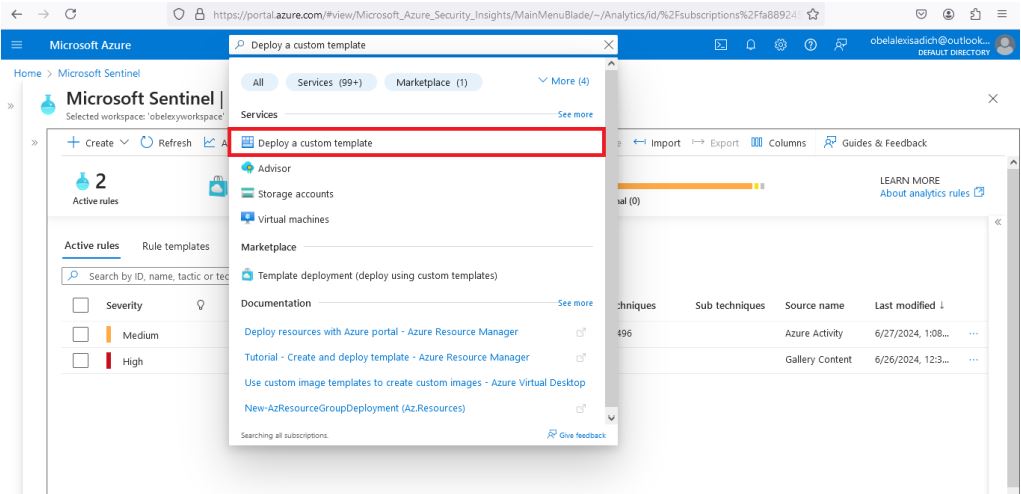 https://portal.azure.com/#view/Microsoft_Azure_Security_Insights/MainMenuBlade/~/Analytics/id/%2Fsubscriptions%2Ffa88924
Microsoft Azure
Deploy a custom template
obelalexisadich@outlook...
DEFAULT DIRECTORY
Home > Microsoft Sentinel
All
Services (99+)
Marketplace (1)
More (4)
Microsoft Sentinel |
Selected workspace: 'obelexyworkspace'
Services
See more
Create
Refresh
Deploy a custom template
Import
Export
Columns
Guides & Feedback
Advisor
2
Active rules
Storage accounts
nal (0)
LEARN MORE
About analytics rules
Virtual machines
Active rules
Rule templates
Marketplace
Search by ID, name, tactic or tec
Template deployment (deploy using custom templates)
Severity
Documentation
See more
chniques
Sub techniques
Source name
Last modified ↓
Medium
Deploy resources with Azure portal - Azure Resource Manager
496
Azure Activity
6/27/2024, 1:08...
High
Tutorial - Create and deploy template - Azure Resource Manager
Gallery Content
6/26/2024, 12:3...
Use custom image templates to create custom images - Azure Virtual Desktop
New-AzResourceGroupDeployment (Az.Resources)
Searching all subscriptions.
Give feedback